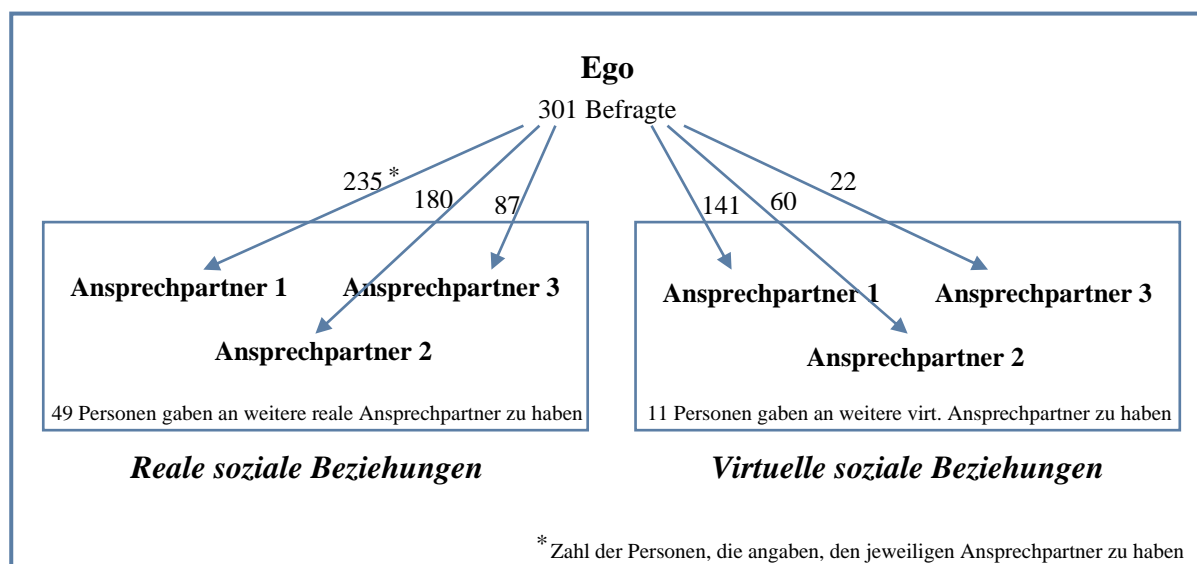 Ego
301 Befragte
235 *
180
87
141
60
22
Ansprechpartner 1
Ansprechpartner 3
Ansprechpartner 2
49 Personen gaben an weitere reale Ansprechpartner zu haben
Reale soziale Beziehungen
Ansprechpartner 1
Ansprechpartner 3
Ansprechpartner 2
11 Personen gaben an weitere virt. Ansprechpartner zu haben
Virtuelle soziale Beziehungen
* Zahl der Personen, die angaben, den jeweiligen Ansprechpartner zu haben